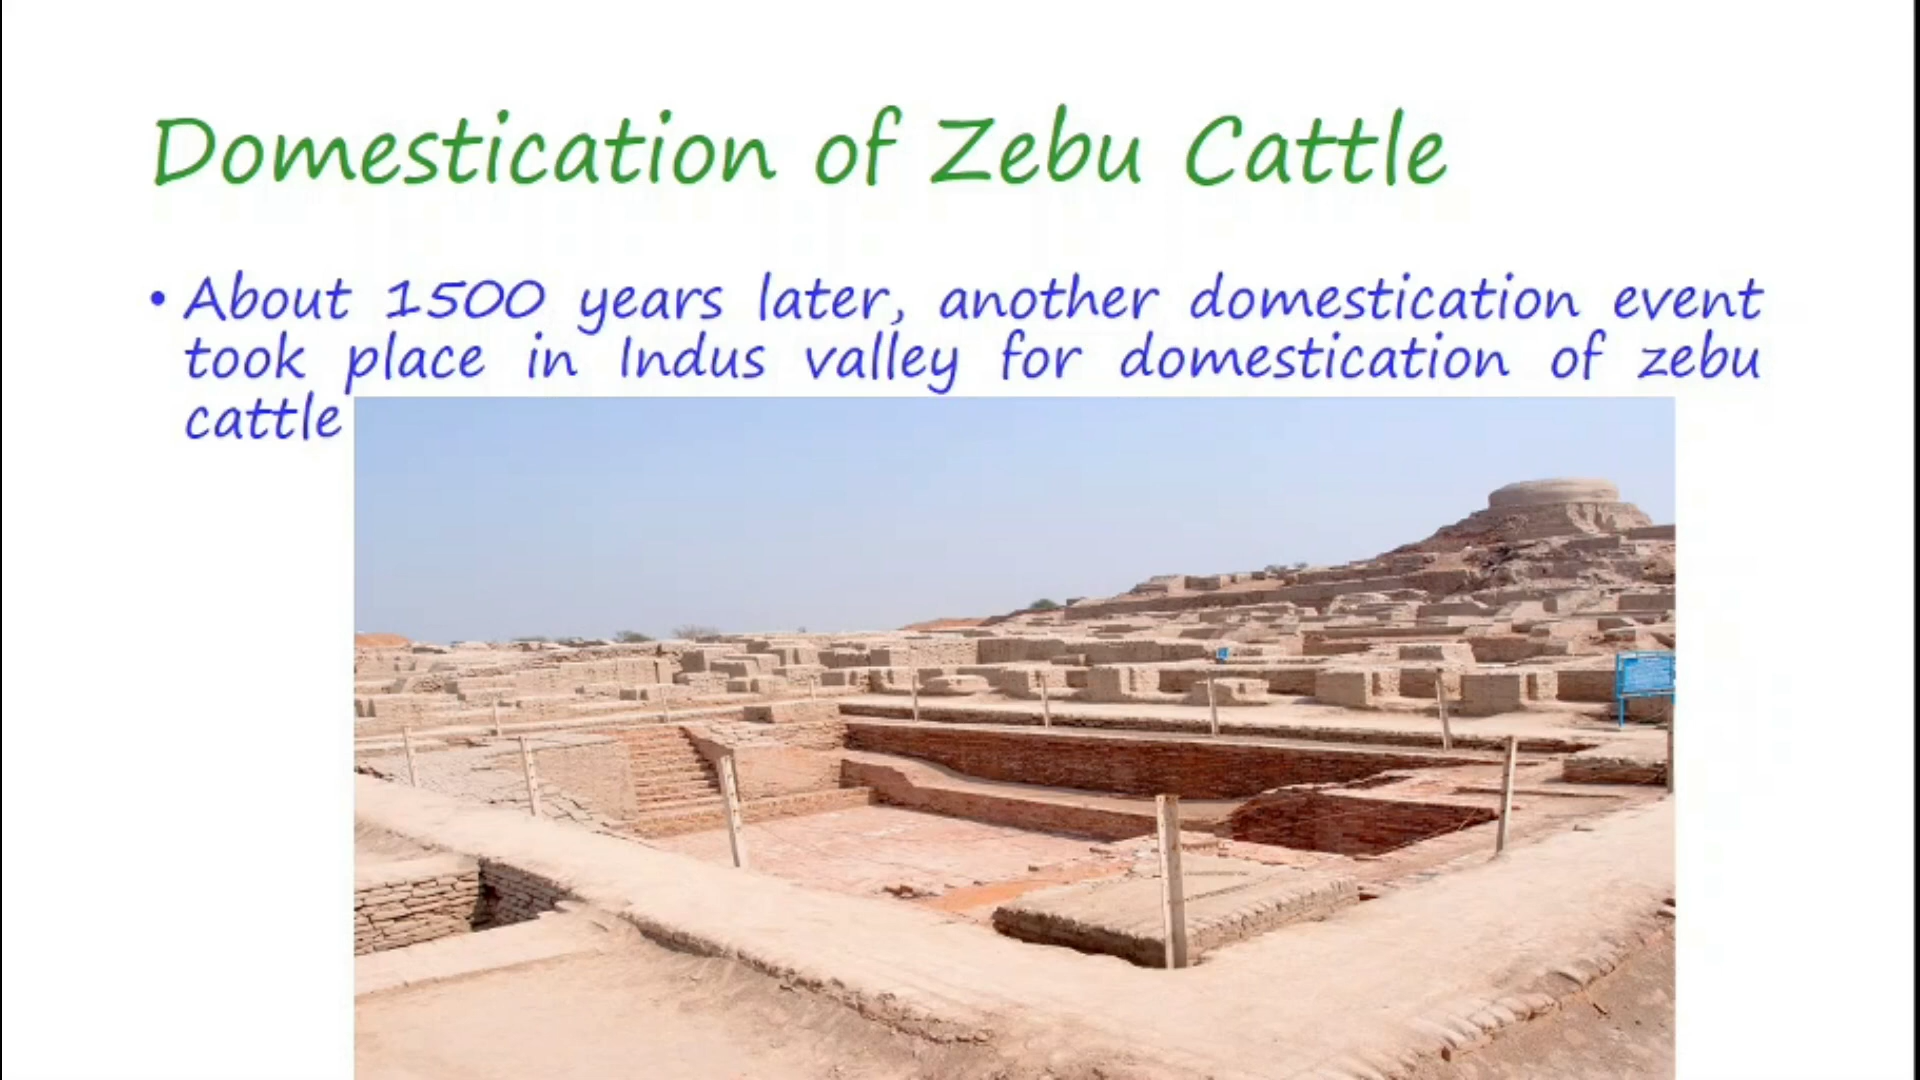 Domestication of Zebu Cattle
• About 1500 years later, another domestication event
took place in Indus valley for domestication of zebu
cattle